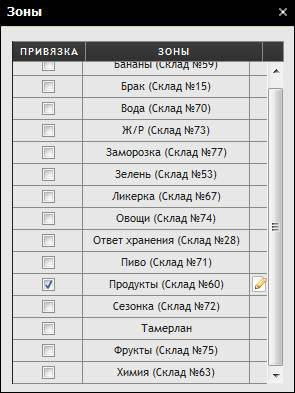 Зоны
ПРИВЯЗКА ЗОНЫ
Бананы (Склад №59)
Брак (Склад №15)
Вода (Склад №70)
Ж/Р (Склад №73)
Заморозка (Склад №77)
Зелень (Склад №53)
Ликерка (Склад №67)
Овощи (Склад №74)
Ответ хранения (Склад №28)
Пиво (Склад №71)
Продукты (Склад №60)
Сезонка (Склад №72)
Тамерлан
Фрукты (Склад №75)
Химия (Склад №63)